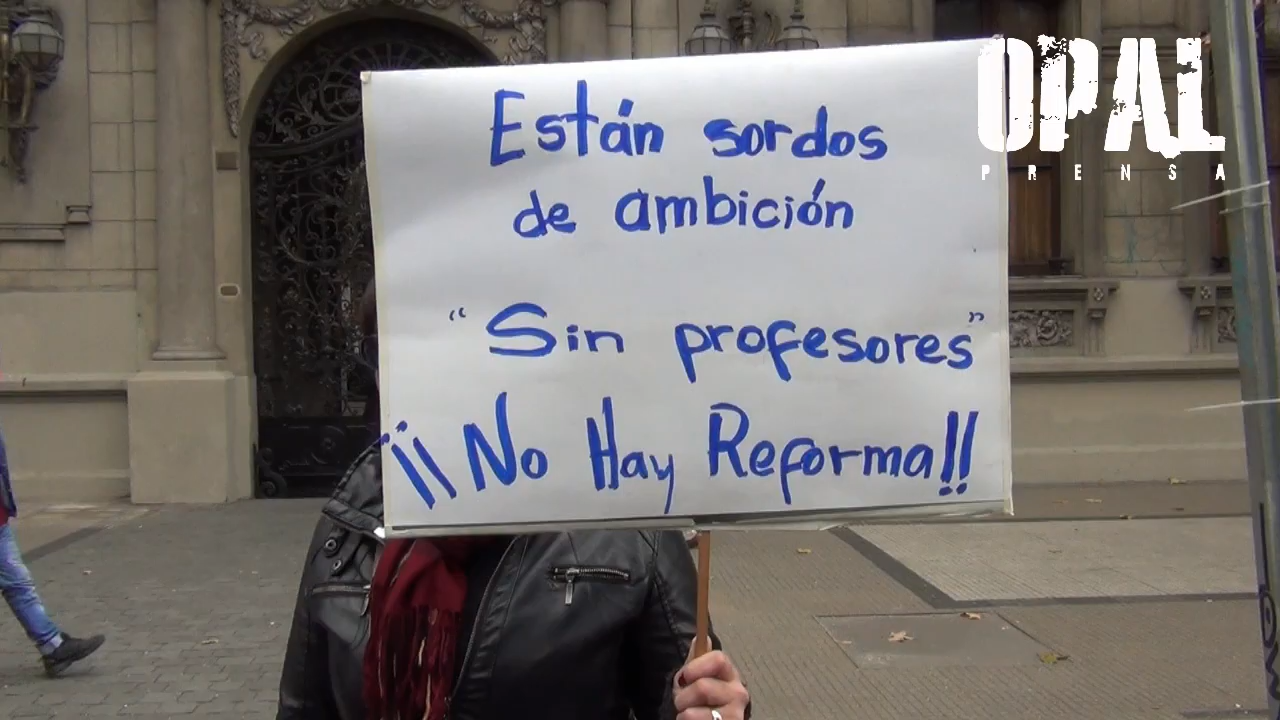 OPAL
PRENSA
Están sordos
de ambición
"Sin profesores"
¡¡No Hay Reforma!!